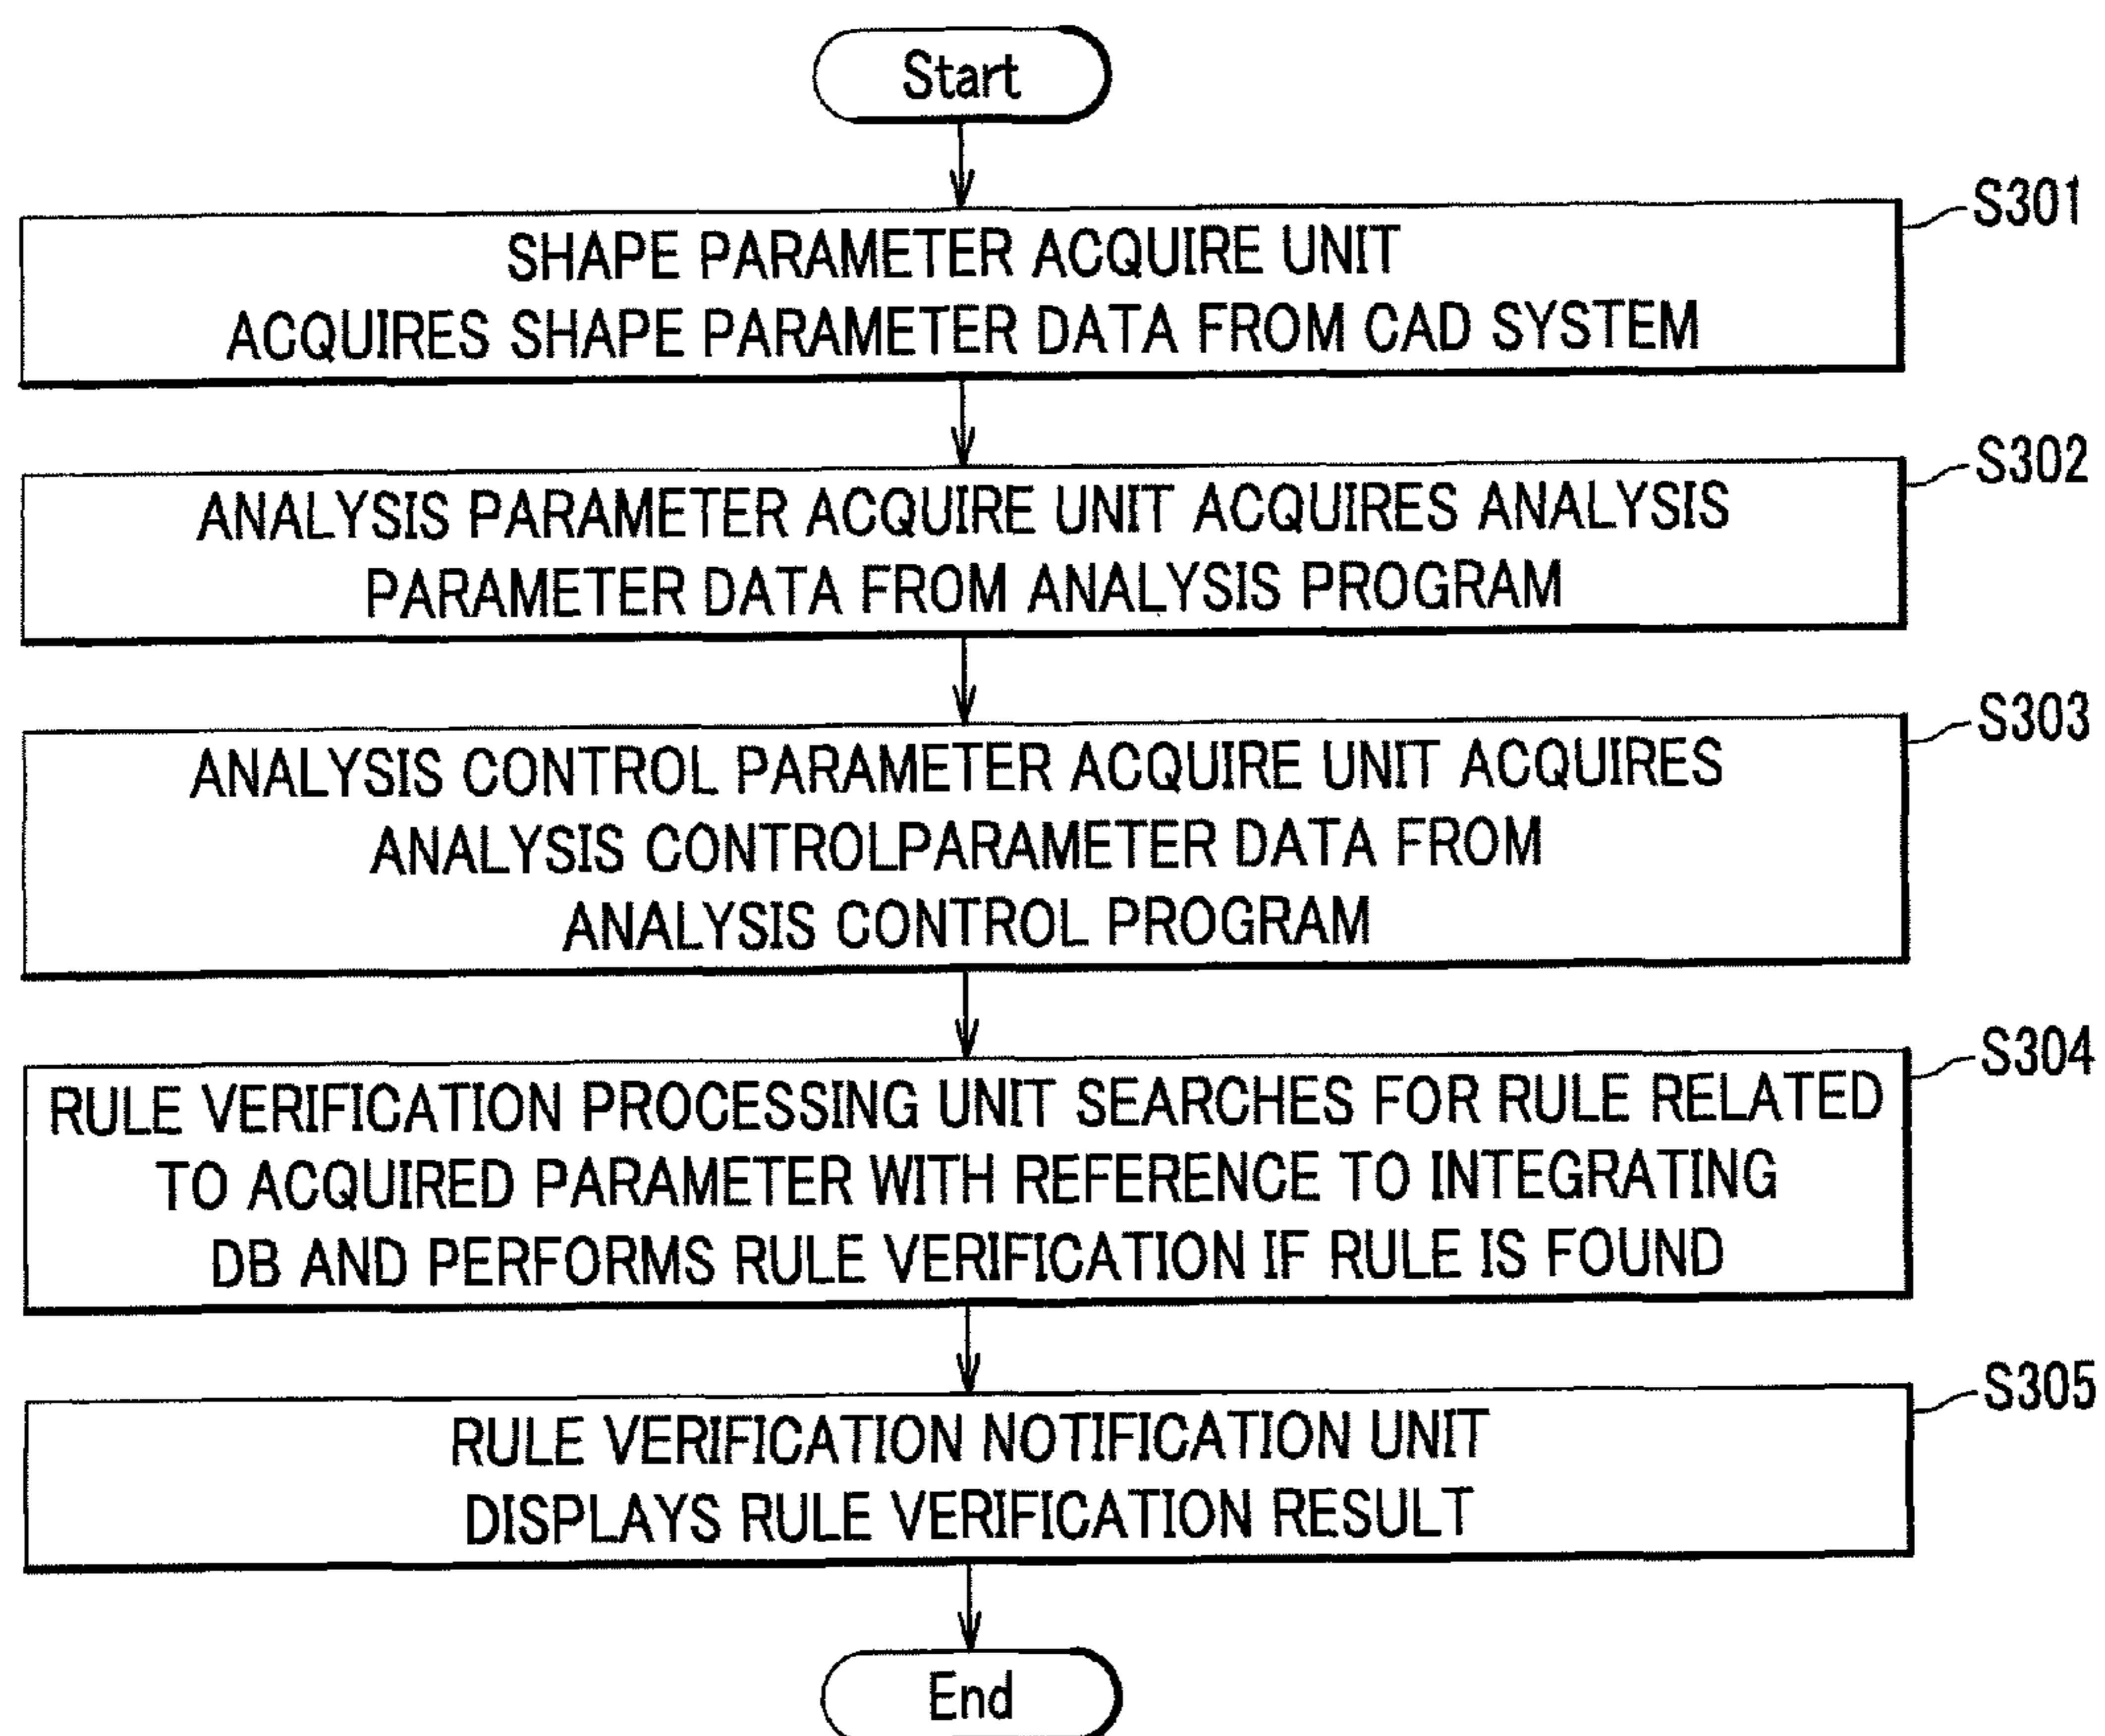 Start
S301
SHAPE PARAMETER ACQUIRE UNIT
ACQUIRES SHAPE PARAMETER DATA FROM CAD SYSTEM
S302
ANALYSIS PARAMETER ACQUIRE UNIT ACQUIRES ANALYSIS
PARAMETER DATA FROM ANALYSIS PROGRAM
S303
ANALYSIS CONTROL PARAMETER ACQUIRE UNIT ACQUIRES
ANALYSIS CONTROLPARAMETER DATA FROM
ANALYSIS CONTROL PROGRAM
S304
RULE VERIFICATION PROCESSING UNIT SEARCHES FOR RULE RELATED
TO ACQUIRED PARAMETER WITH REFERENCE TO INTEGRATING
DB AND PERFORMS RULE VERIFICATION IF RULE IS FOUND
S305
RULE VERIFICATION NOTIFICATION UNIT
DISPLAYS RULE VERIFICATION RESULT
End